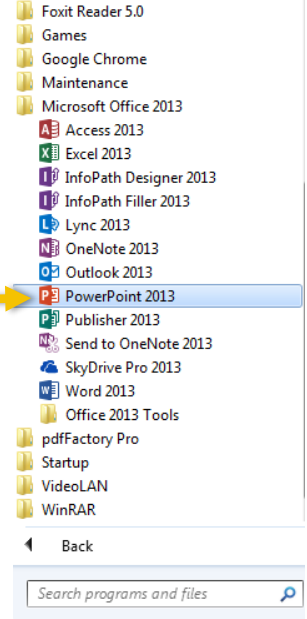 Foxit Reader 5.0
Games
Google Chrome
Maintenance
Microsoft Office 2013
Access 2013
Excel 2013
InfoPath Designer 2013
InfoPath Filler 2013
Lync 2013
OneNote 2013
Outlook 2013
PowerPoint 2013
Publisher 2013
Send to OneNote 2013
SkyDrive Pro 2013
Word 2013
Office 2013 Tools
pdfFactory Pro
Startup
VideoLAN
WinRAR
Back
Search programs and files